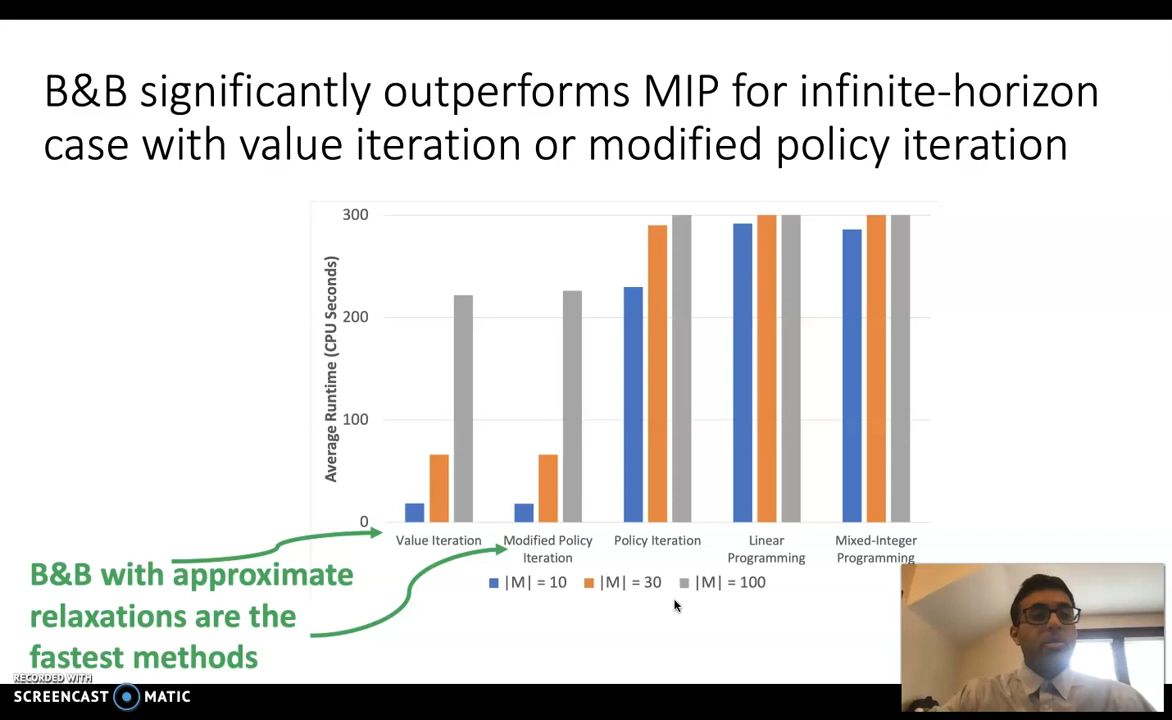 B&B significantly outperforms MIP for infinite-horizon
case with value iteration or modified policy iteration
300
200
100
0
Average Runtime (CPU Seconds)
Value Iteration
Modified Policy
Iteration
Policy Iteration
Linear
Programming
Mixed-Integer
Programming
|M| = 10 |M| = 30 |M| = 100
B&B with approximate
relaxations are the
fastest methods
RECORDED WITH
SCREENCAST MATIC